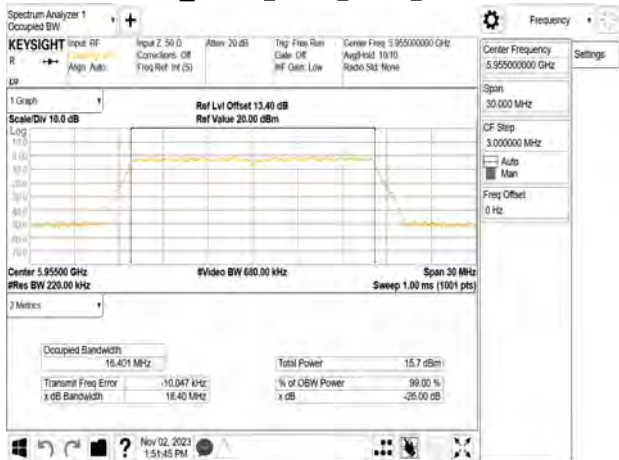 Spectrum Analyzer 1
Occupied BW
+
Frequency
KEYSIGHT
R
Input: RF
Align: Auto
Input Z: 50 Ω
Corrections: Off
Freq Ref: Int (S)
Atten: 20 dB
Trig: Free Run
Gate: Off
#IF Gain: Low
Center Freq: 5.955000000 GHz
Avg|Hold: 10/10
Radio Std: None
Center Frequency
5.955000000 GHz
Settings
Span
30.000 MHz
CF Step
3.000000 MHz
Auto
Man
Freq Offset
0 Hz
1 Graph
Scale/Div 10.0 dB
Ref Lvl Offset 13.40 dB
Ref Value 20.00 dBm
Log
10.0
0.00
Center 5.95500 GHz
#Res BW 220.00 kHz
#Video BW 680.00 kHz
Span 30 MHz
Sweep 1.00 ms (1001 pts)
2 Metrics
Occupied Bandwidth
16.401 MHz
Total Power
15.7 dBm
Transmit Freq Error
-10.047 kHz
% of OBW Power
99.00 %
x dB Bandwidth
18.40 MHz
x dB
-26.00 dB
?
Nov 02, 2023
1:51:45 PM